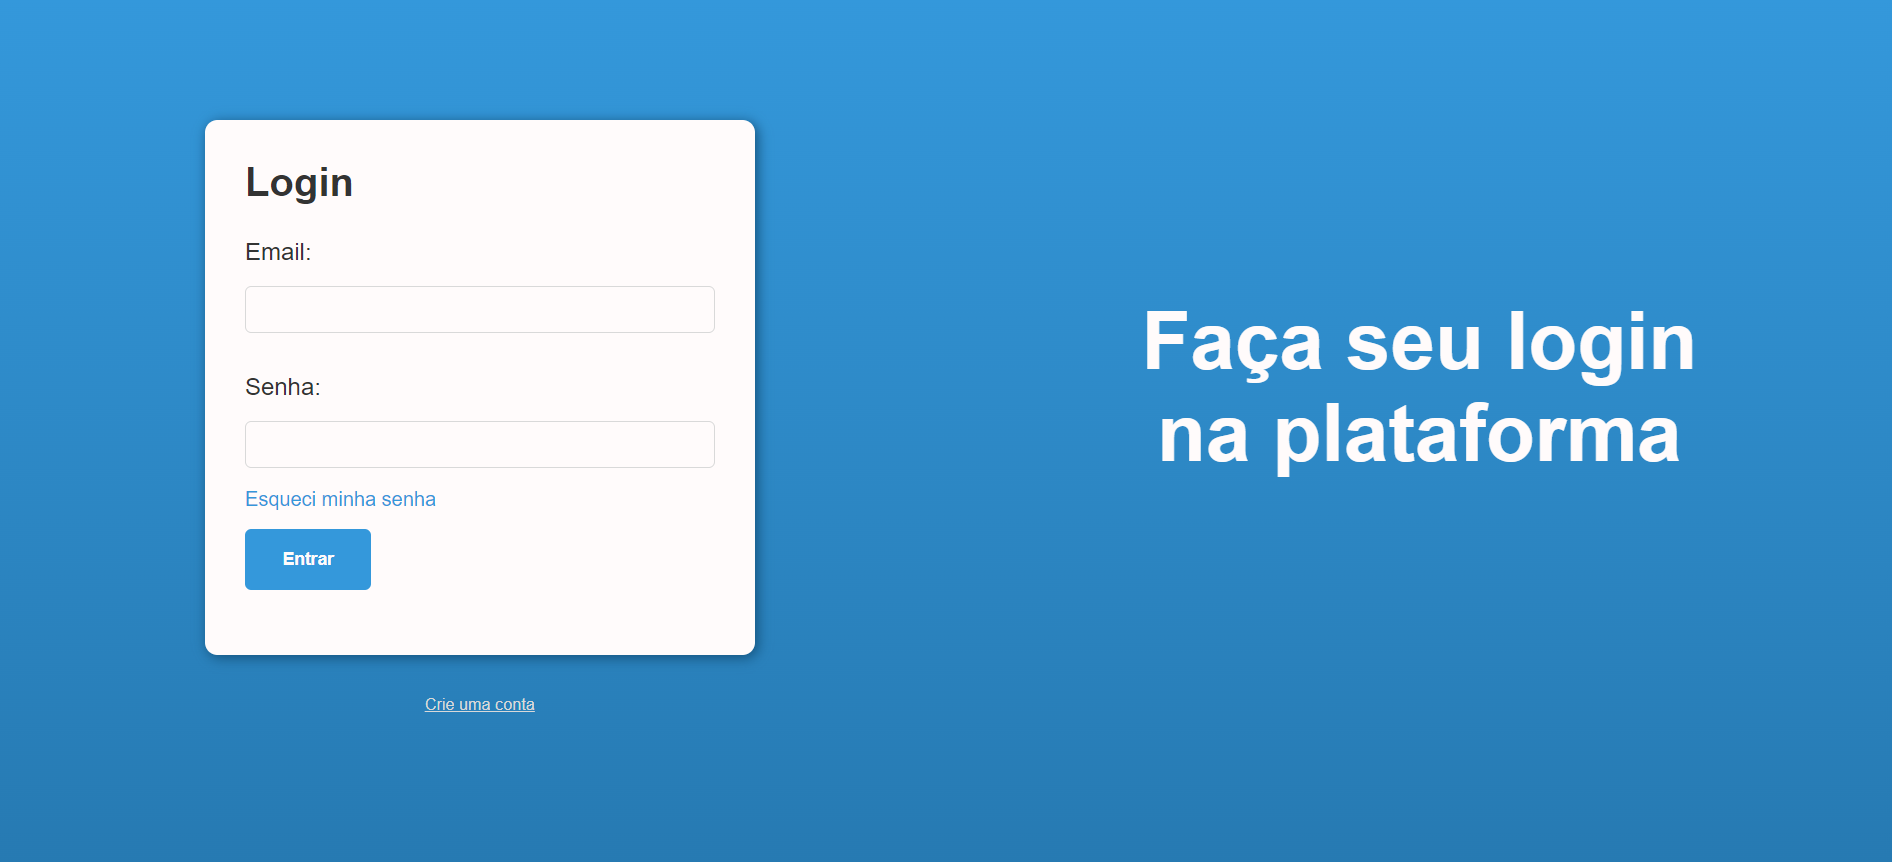 Login
Email:
Senha:
Esqueci minha senha
Entrar
Crie uma conta
Faça seu login
na plataforma